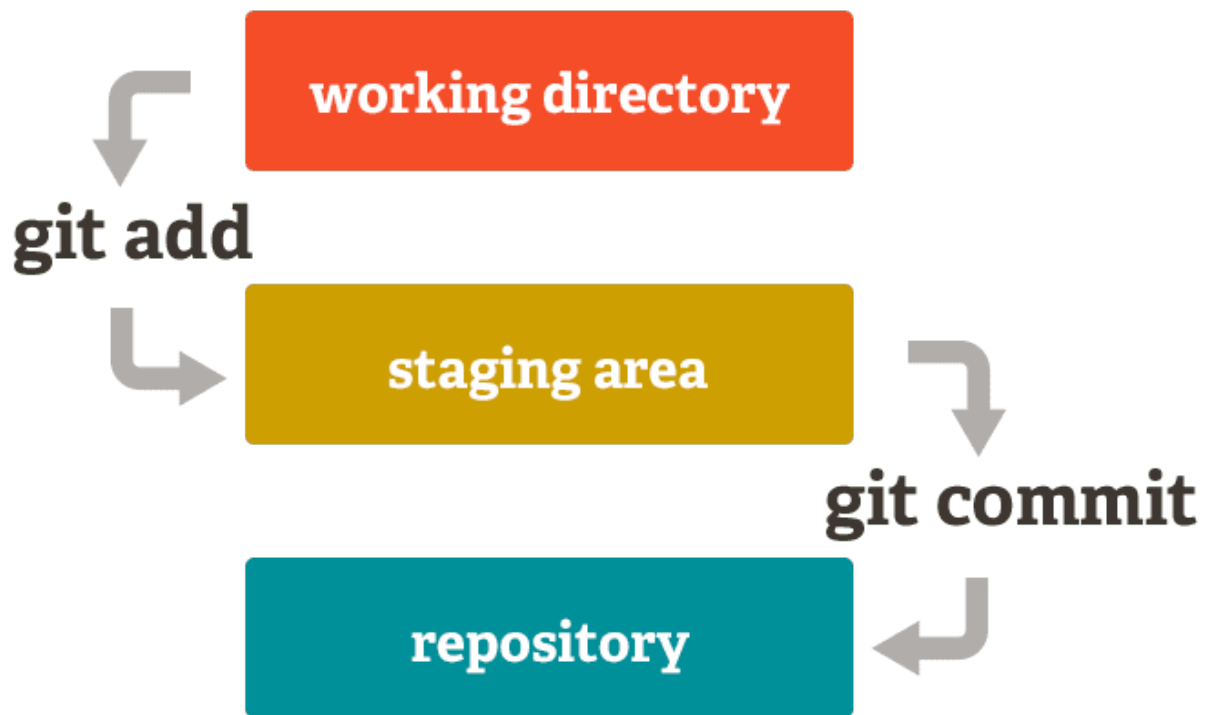 working directory
git add
staging area
git commit
repository